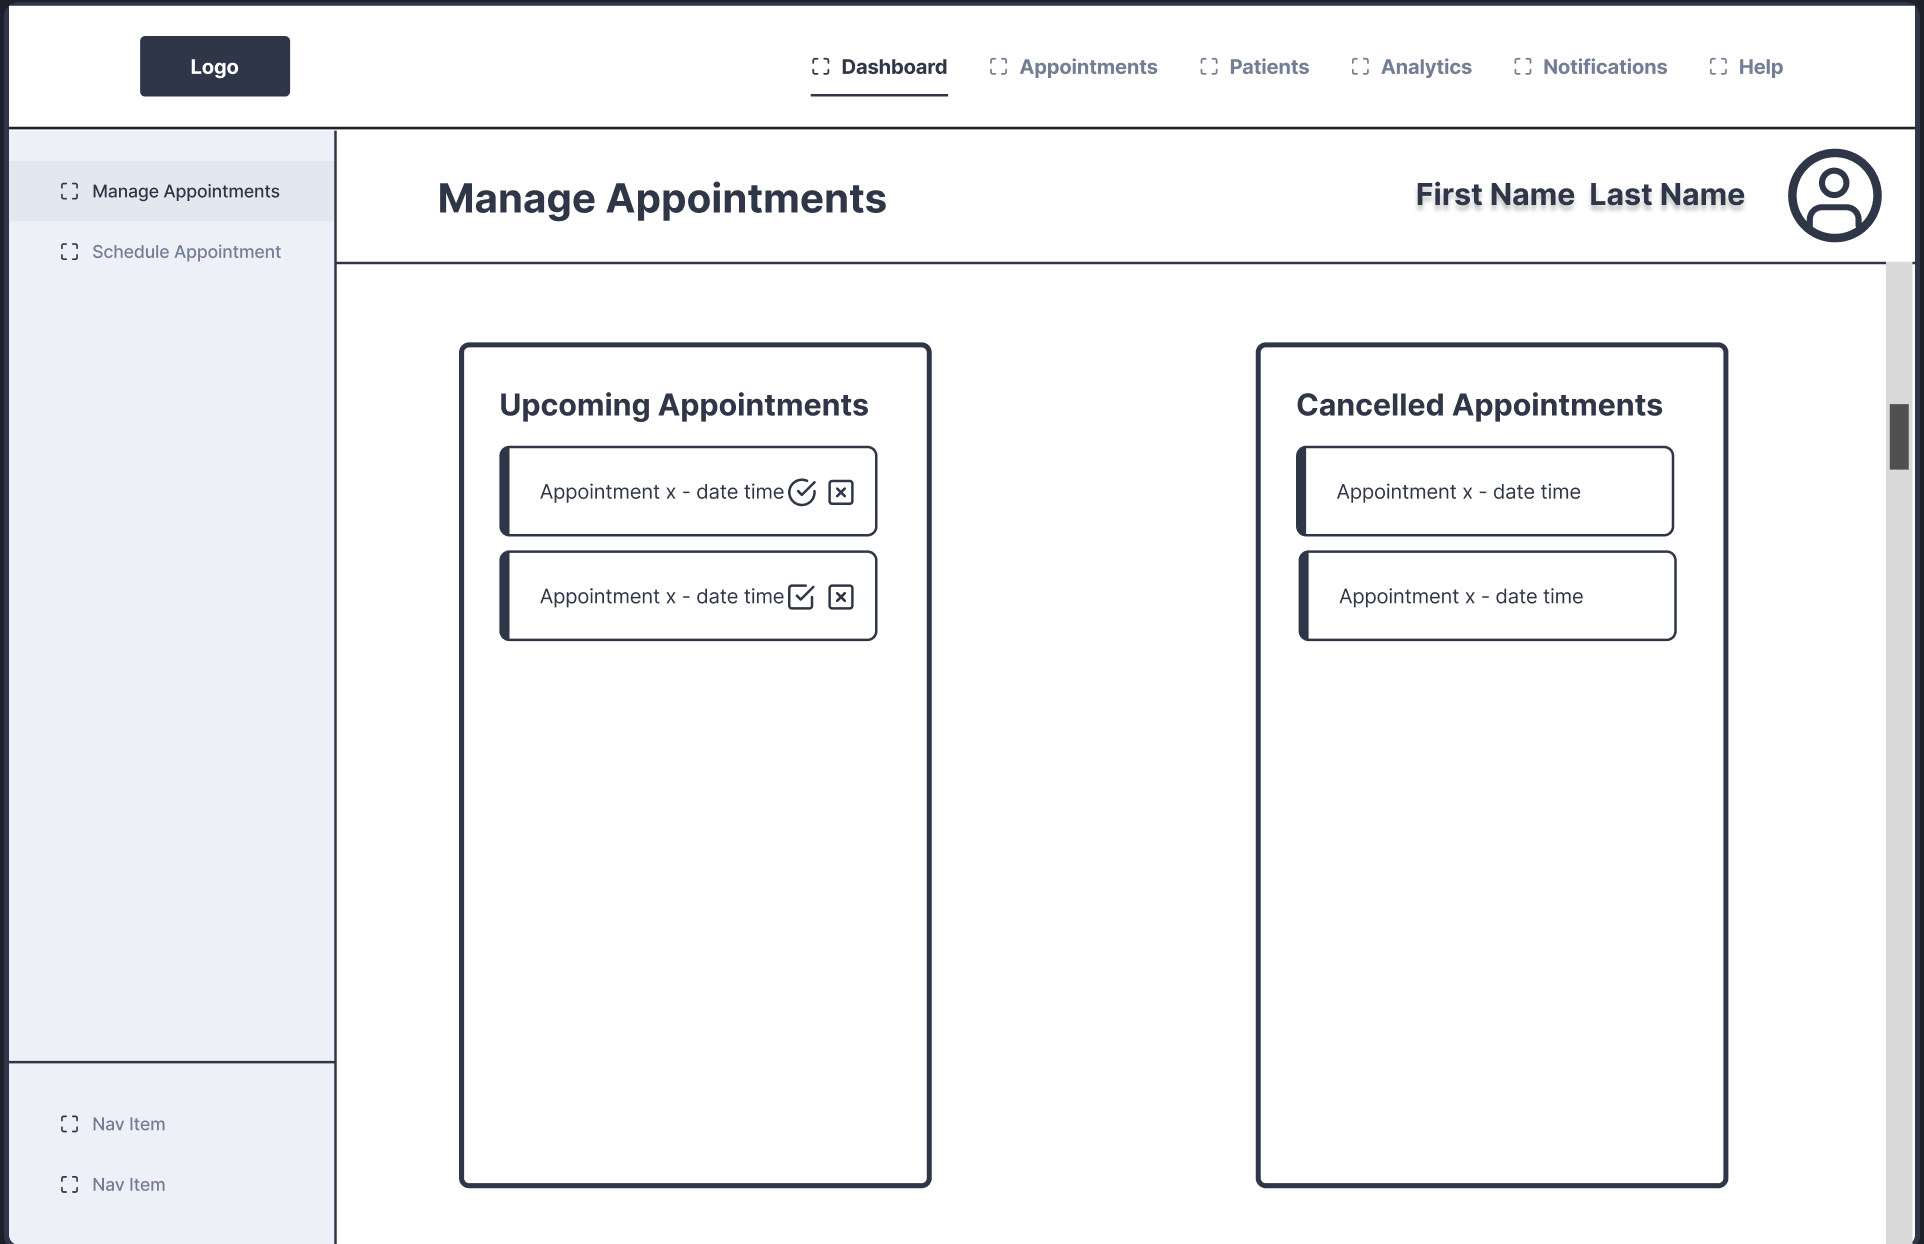 Logo
Dashboard
Appointments
Patients
Analytics
Notifications
Help
Manage Appointments
Schedule Appointment
Manage Appointments
First Name Last Name
Upcoming Appointments
Appointment x - date time
Appointment x - date time
Cancelled Appointments
Appointment x - date time
Appointment x - date time
Nav Item
Nav Item